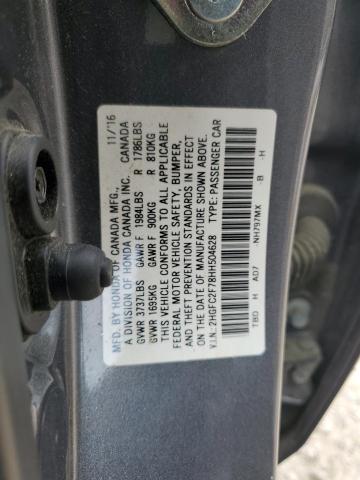 MFD. BY HONDA OF CANADA MFG., 11/'16
A DIVISION OF HONDA CANADA INC. CANADA
GVWR 3737LBS GAWR F 1984LBS R 1786LBS
GVWR 1695KG GAWR F 900KG R 810KG
THIS VEHICLE CONFORMS TO ALL APPLICABLE
FEDERAL MOTOR VEHICLE SAFETY, BUMPER,
AND THEFT PREVENTION STANDARDS IN EFFECT
ON THE DATE OF MANUFACTURE SHOWN ABOVE.
V.I.N.: 2HGFC2F78HH504628 TYPE: PASSENGER CAR
TBD H AD7 NH797MX -B -H